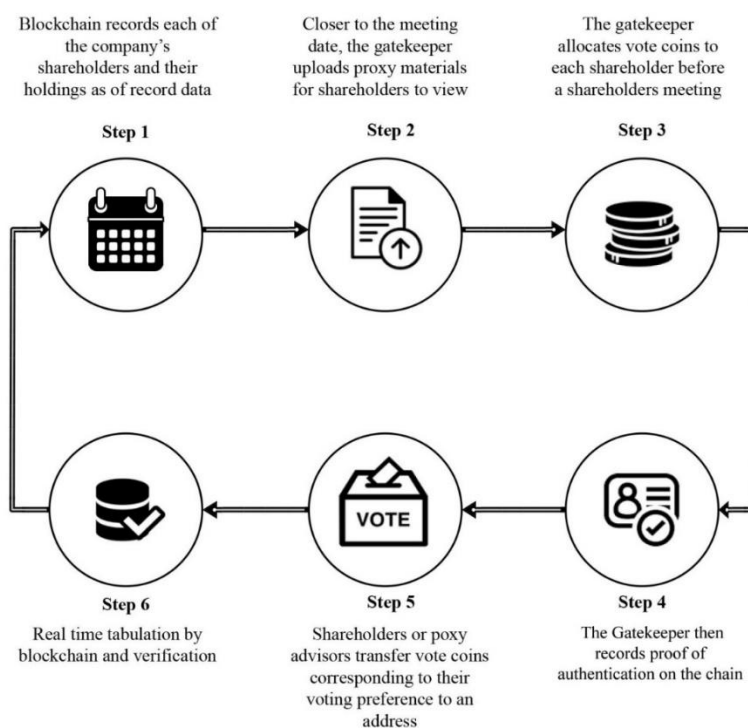 Blockchain records each of
the company's
shareholders and their
holdings as of record data
Step 1
Closer to the meeting
date, the gatekeeper
uploads proxy materials
for shareholders to view
Step 2
The gatekeeper
allocates vote coins to
each shareholder before
a shareholders meeting
Step 3
Step 4
The Gatekeeper then
records proof of
authentication on the chain
VOTE
Step 5
Shareholders or poxy
advisors transfer vote coins
corresponding to their
voting preference to an
address
Step 6
Real time tabulation by
blockchain and verification